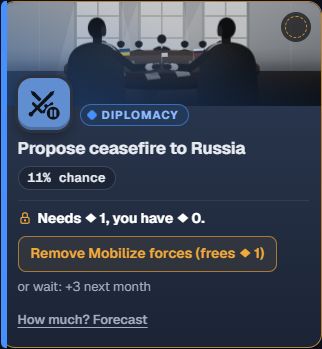 DIPLOMACY
Propose ceasefire to Russia
11% chance
Needs ◆ 1, you have ◆ 0.
Remove Mobilize forces (frees ◆ 1)
or wait: +3 next month
How much? Forecast